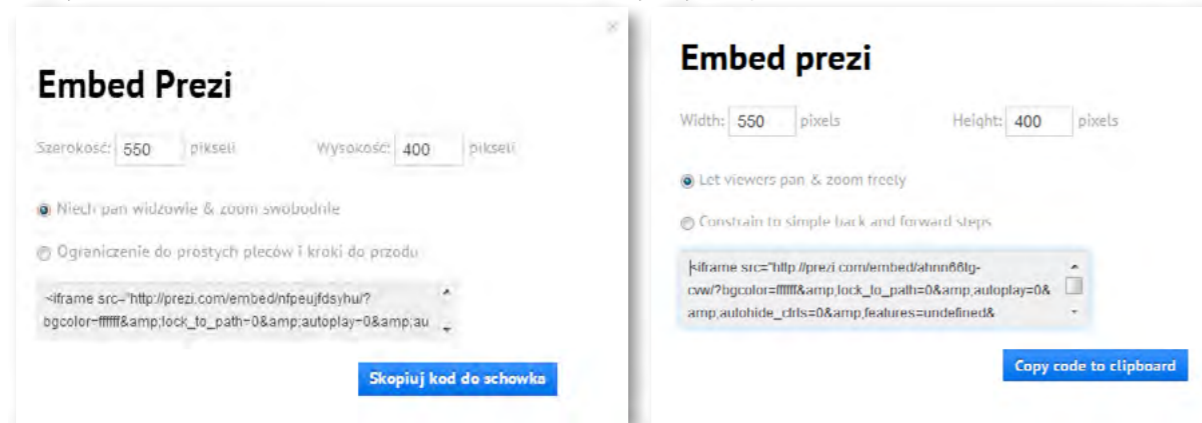 Embed Prezi
Szerokość: 550 pikseli Wysokość: 400 pikseli
Niech pan widzowie & zoom swobodnie
Ograniczenie do prostych pleców i kroki do przodu
<iframe src="http://prezi.com/embed/nfpeujfdsyhu/?
bgcolor=ffffff&amp;lock_to_path=0&amp;autoplay=0&amp;au
Skopiuj kod do schowka
Embed prezi
Width: 550 pixels Height: 400 pixels
Let viewers pan & zoom freely
Constrain to simple back and forward steps
<iframe src="http://prezi.com/embed/ahnn66tg-
cvw/?bgcolor=ffffff&amp;lock_to_path=0&amp;autoplay=0&
amp;autohide_ctrls=0&amp;features=undefined&
Copy code to clipboard